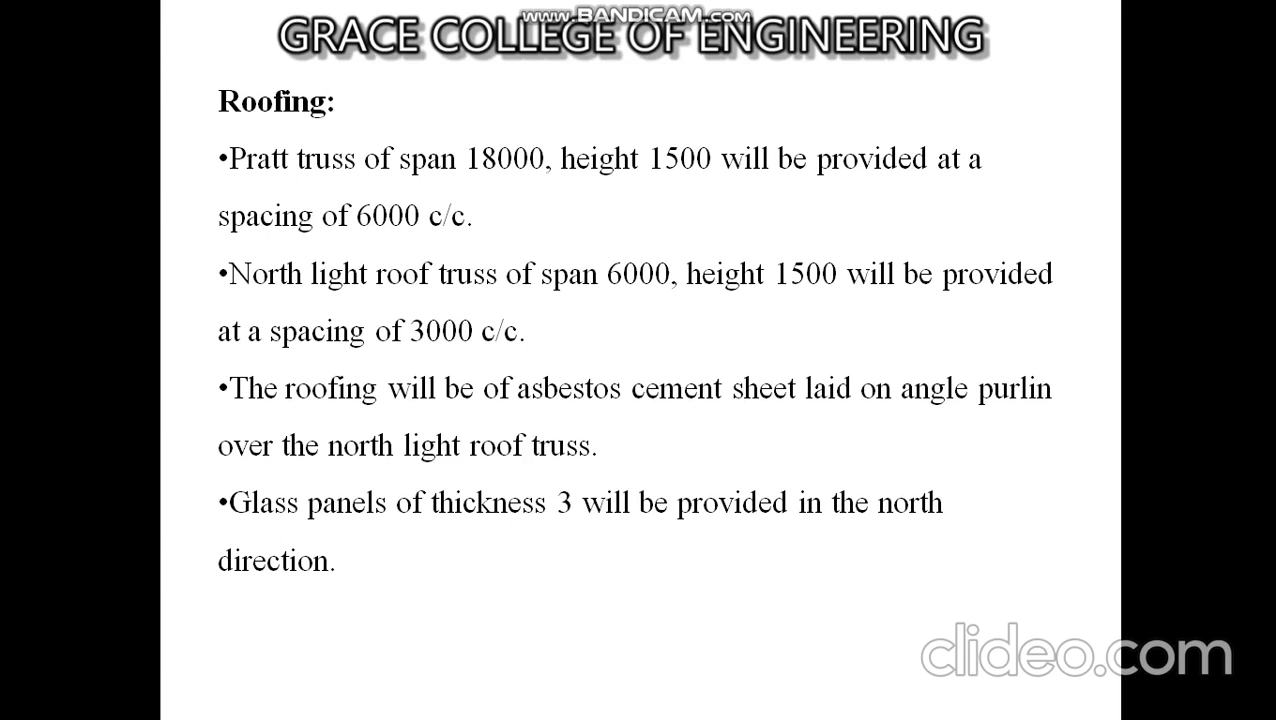 www.BANDICAM.com
GRACE COLLEGE OF ENGINEERING
Roofing:
•Pratt truss of span 18000, height 1500 will be provided at a
spacing of 6000 c/c.
•North light roof truss of span 6000, height 1500 will be provided
at a spacing of 3000 c/c.
•The roofing will be of asbestos cement sheet laid on angle purlin
over the north light roof truss.
•Glass panels of thickness 3 will be provided in the north
direction.
clideo.com